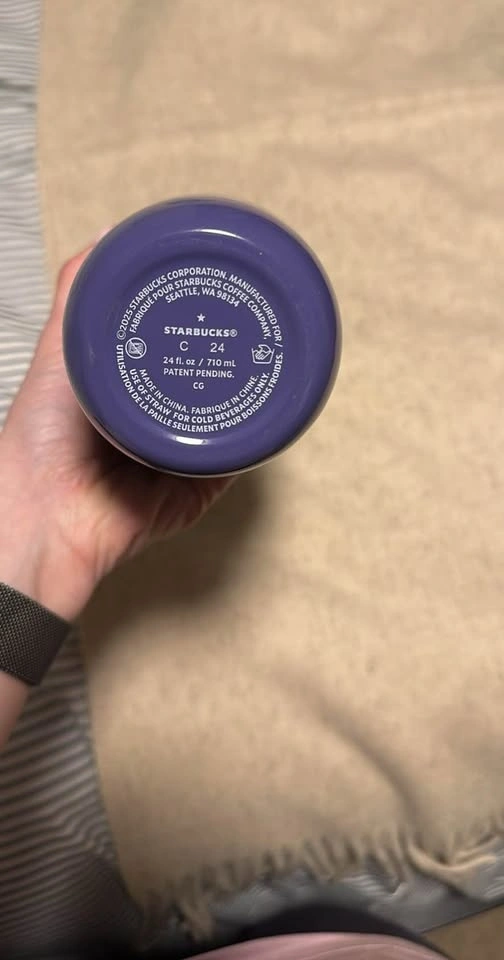 ©2025 STARBUCKS CORPORATION. MANUFACTURED FOR /
FABRIQUÉ POUR STARBUCKS COFFEE COMPANY,
SEATTLE, WA 98134
STARBUCKS®
C 24
24 fl. oz / 710 mL
PATENT PENDING.
CG
MADE IN CHINA. FABRIQUÉ EN CHINE.
USE OF STRAW FOR COLD BEVERAGES ONLY. /
UTILISATION DE LA PAILLE SEULEMENT POUR BOISSONS FROIDES.